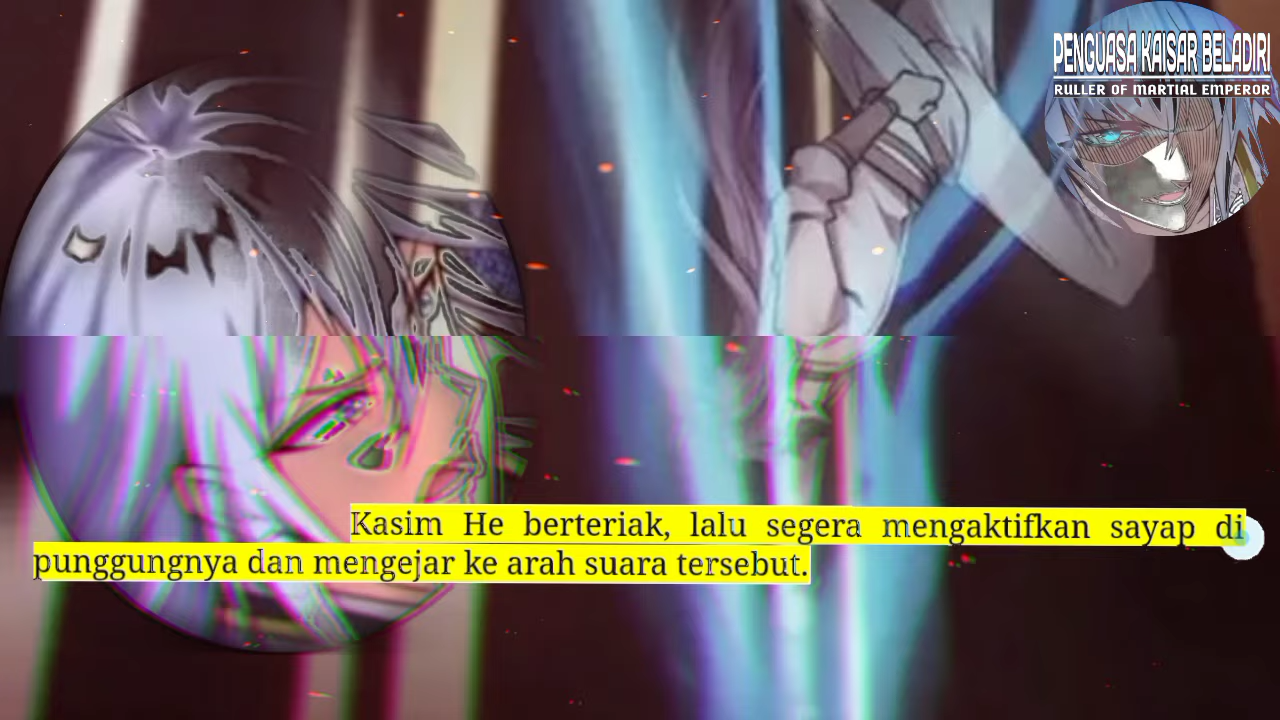 PENGUASA KAISAR BELADIRI
RULLER OF MARTIAL EMPEROR
Kasim He berteriak, lalu segera mengaktifkan sayap di
punggungnya dan mengejar ke arah suara tersebut.